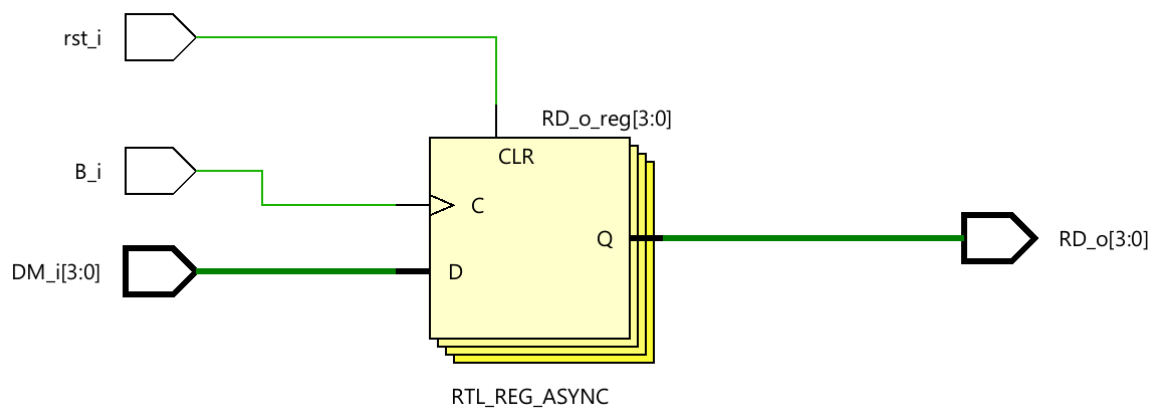 rst_i
RD_o_reg[3:0]
CLR
B_i
C
Q
RD_o[3:0]
DM_i[3:0]
D
RTL_REG_ASYNC